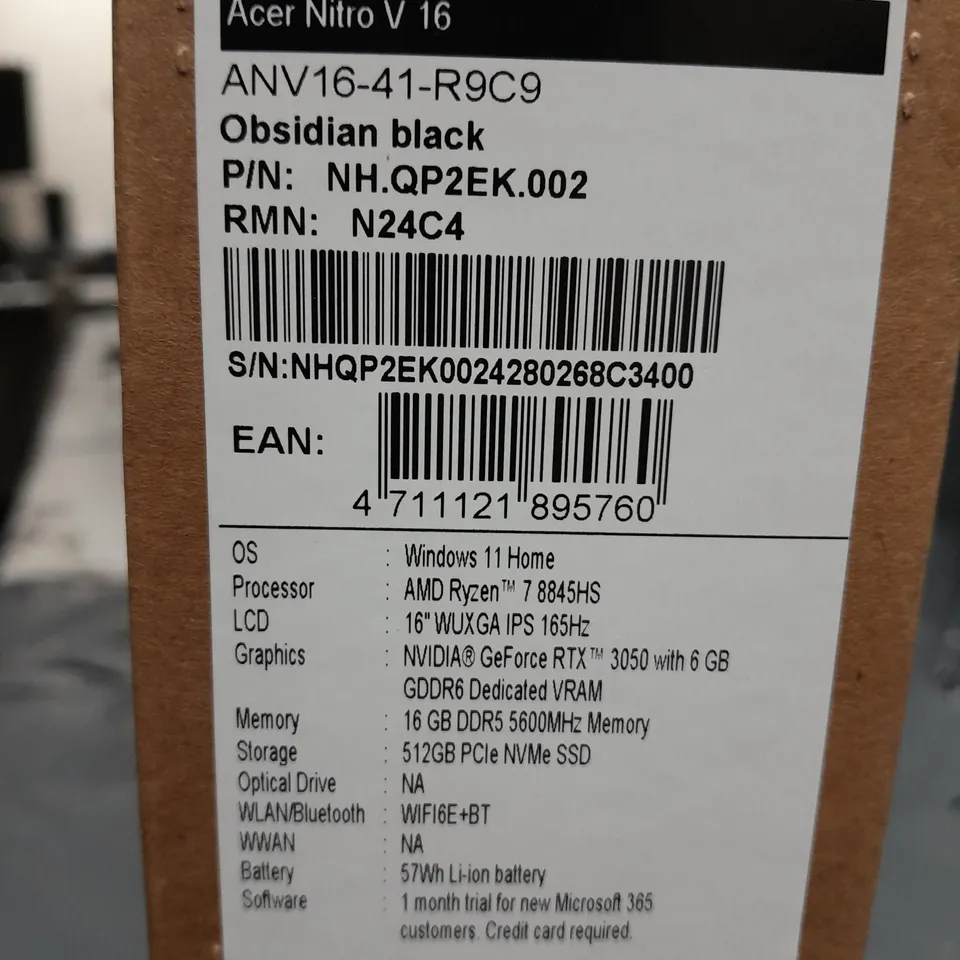 Acer Nitro V 16
ANV16-41-R9C9
Obsidian black
P/N: NH.QP2EK.002
RMN: N24C4
S/N:NHQP2EK0024280268C3400
EAN:
4 711121 895760
OS : Windows 11 Home
Processor : AMD Ryzen™ 7 8845HS
LCD : 16" WUXGA IPS 165Hz
Graphics : NVIDIA® GeForce RTX™ 3050 with 6 GB
GDDR6 Dedicated VRAM
Memory : 16 GB DDR5 5600MHz Memory
Storage : 512GB PCIe NVMe SSD
Optical Drive : NA
WLAN/Bluetooth : WIFI6E+BT
WWAN : NA
Battery : 57Wh Li-ion battery
Software : 1 month trial for new Microsoft 365
customers. Credit card required.